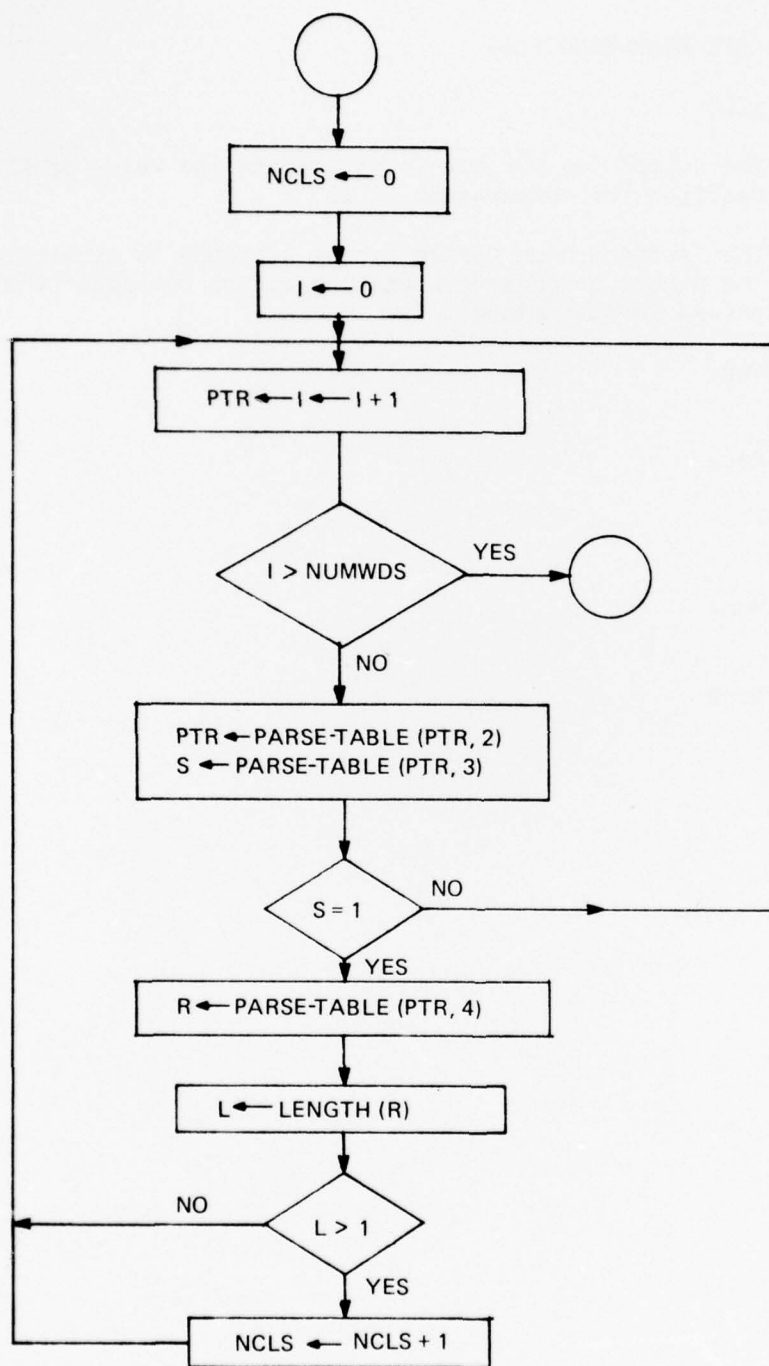 NCLS ← 0
I ← 0
PTR ← I ← I + 1
I > NUMWDS
YES
NO
PTR ← PARSE-TABLE (PTR, 2)
S ← PARSE-TABLE (PTR, 3)
S = 1
NO
YES
R ← PARSE-TABLE (PTR, 4)
L ← LENGTH (R)
NO
L > 1
YES
NCLS ← NCLS + 1